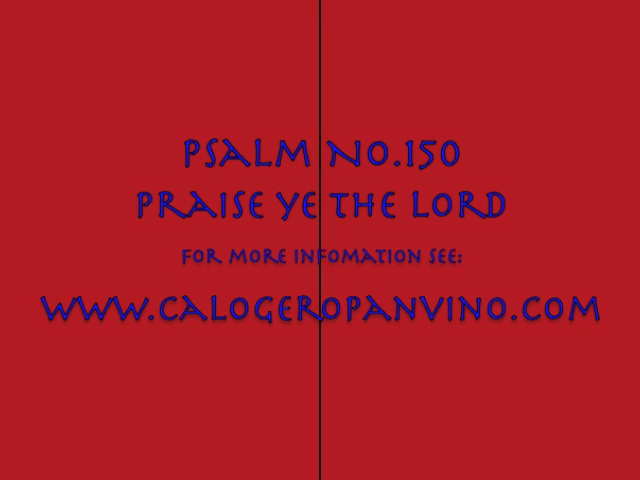 PSALM NO.150
PRAISE YE THE LORD
FOR MORE INFOMATION SEE:
WWW.CALOGEROPANVINO.COM